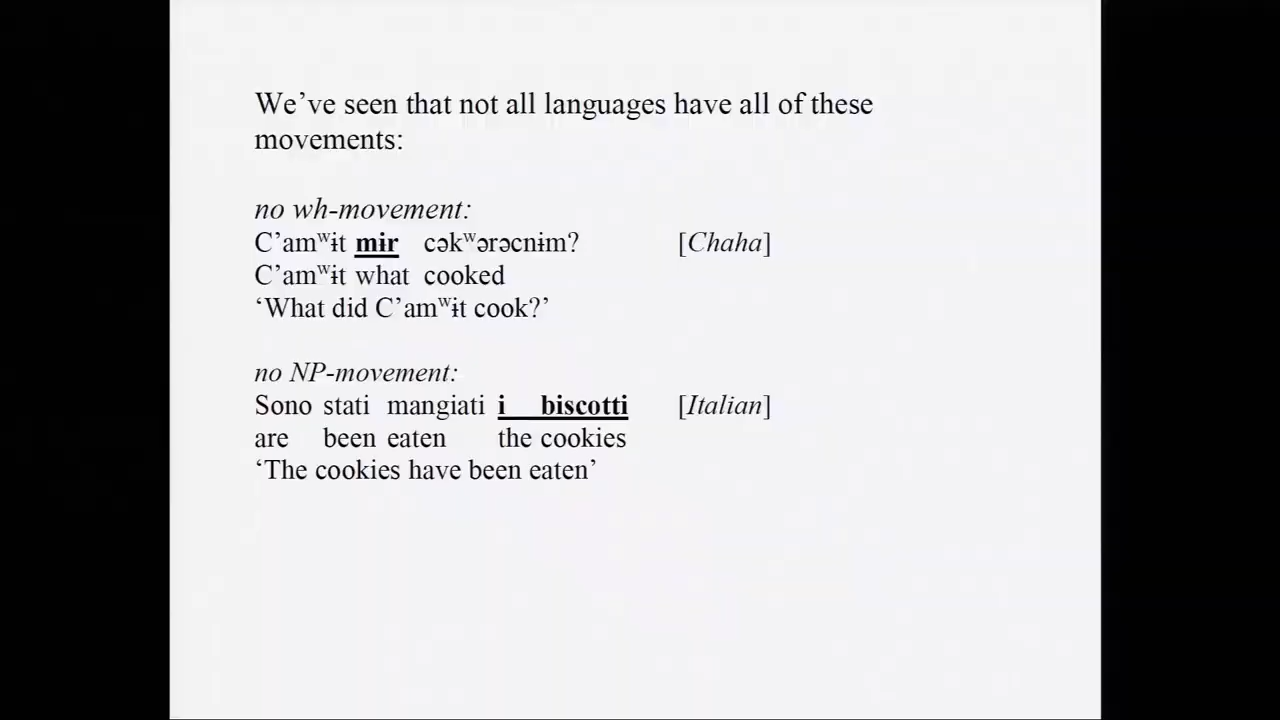 We’ve seen that not all languages have all of these
movements:
no wh-movement:
C’amʷɨt mɨr cəkʷərəcnɨm? [Chaha]
C’amʷɨt what cooked
‘What did C’amʷɨt cook?’
no NP-movement:
Sono stati mangiati i biscotti [Italian]
are been eaten the cookies
‘The cookies have been eaten’